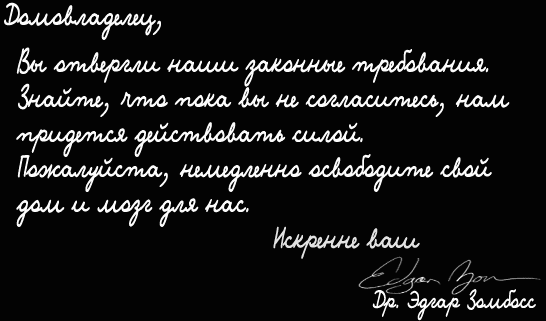 Домовладелец,
Вы отвергли наши законные требования.
Знайте, что пока вы не согласитесь, нам
придется действовать силой.
Пожалуйста, немедленно освободите свой
дом и мозг для нас.
Искренне ваш
Др. Эдгар Зомбосс